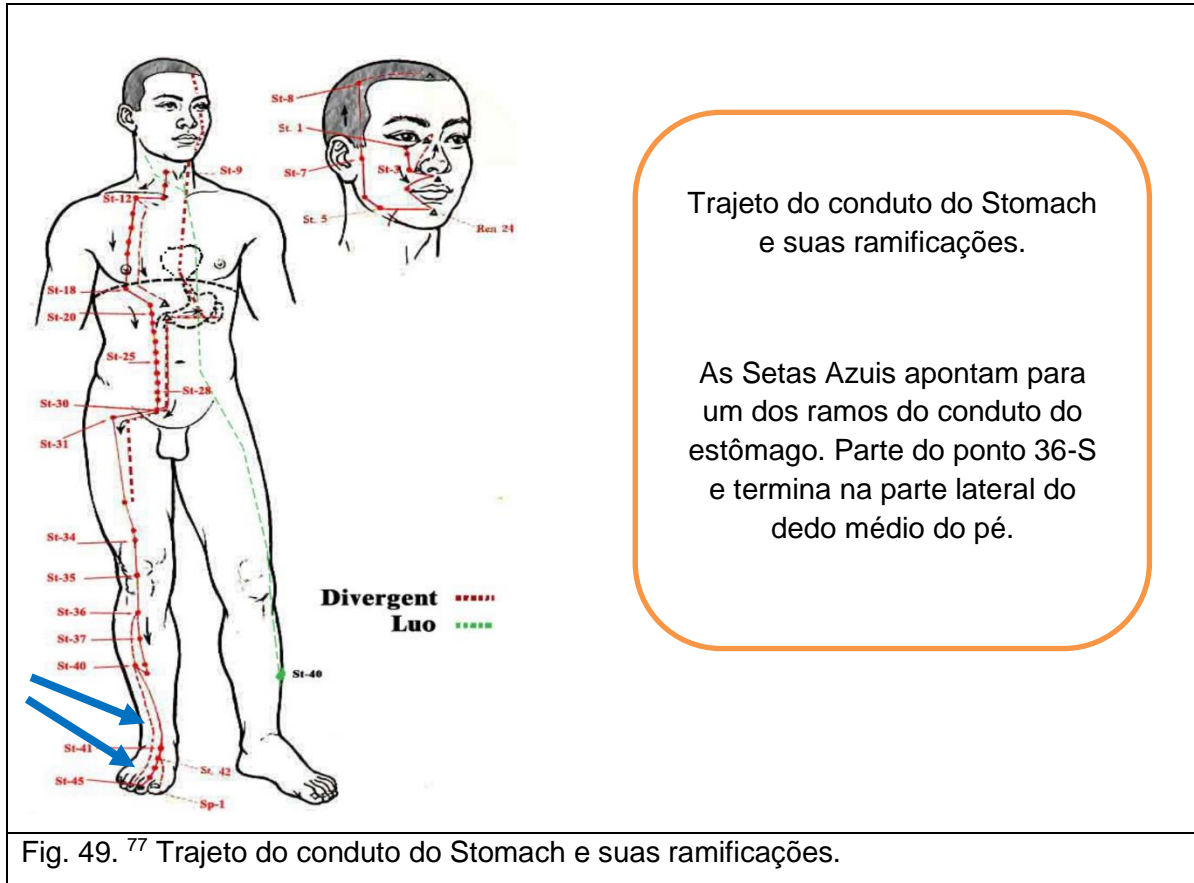 St-8
St. 1
St-9
St-7
St-3
St-12
St. 5
Ren 24
St-18
St-20
St-25
St-28
St-30
St-31
St-34
St-35
St-36
St-37
St-40
St-40
St-41
St. 42
St-45
Sp-1
Divergent
Luo
Trajeto do conduto do Stomach
e suas ramificações.
As Setas Azuis apontam para
um dos ramos do conduto do
estômago. Parte do ponto 36-S
e termina na parte lateral do
dedo médio do pé.
Fig. 49. 77 Trajeto do conduto do Stomach e suas ramificações.